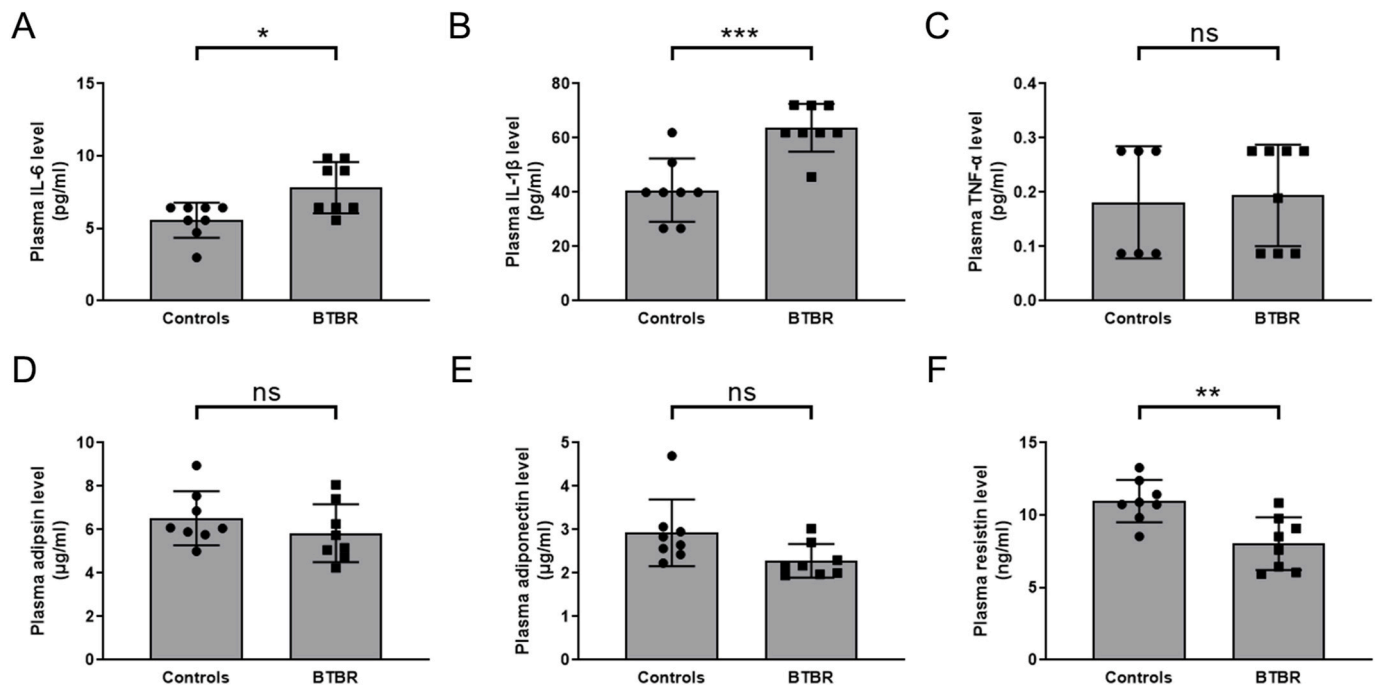 A
*
Plasma IL-6 level
(pg/ml)
15
10
5
0
Controls
BTBR
B
***
Plasma IL-1β level
(pg/ml)
80
60
40
20
0
Controls
BTBR
C
ns
Plasma TNF-α level
(pg/ml)
0.4
0.3
0.2
0.1
0.0
Controls
BTBR
D
ns
Plasma adipsin level
(µg/ml)
10
8
6
4
2
0
Controls
BTBR
E
ns
Plasma adiponectin level
(µg/ml)
5
4
3
2
1
0
Controls
BTBR
F
**
Plasma resistin level
(ng/ml)
15
10
5
0
Controls
BTBR